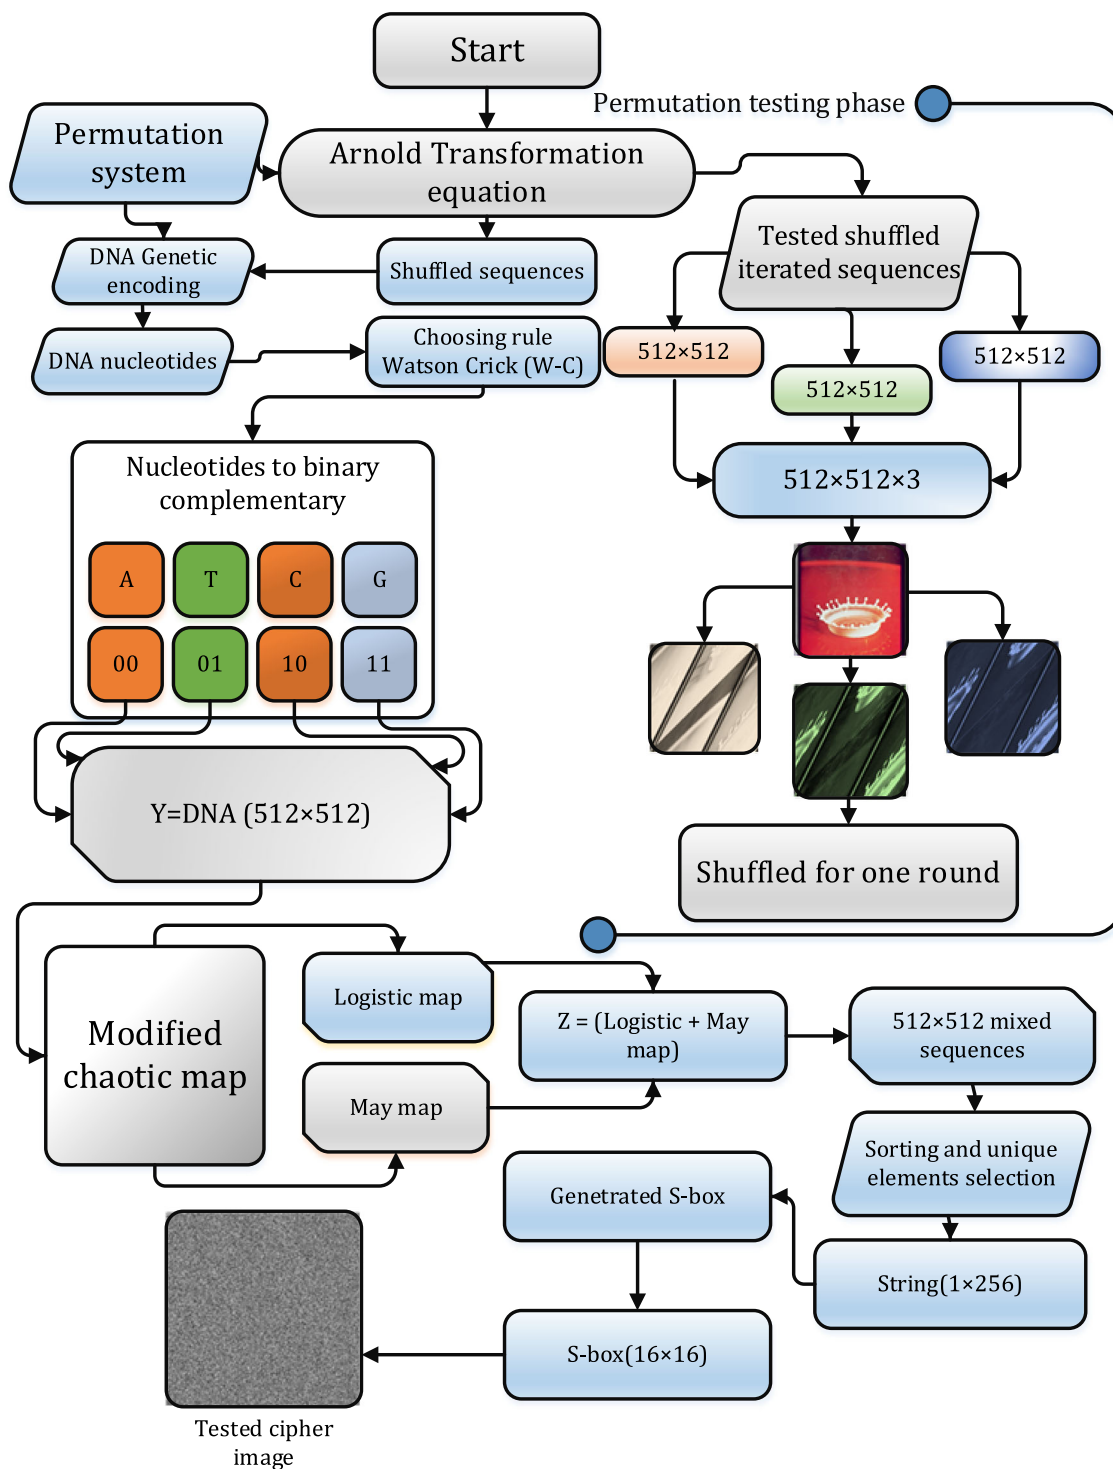 Start
Permutation testing phase
Permutation
system
Arnold Transformation
equation
Tested shuffled
iterated sequences
DNA Genetic
encoding
Shuffled sequences
DNA nucleotides
Choosing rule
Watson Crick (W-C)
512×512
512×512
512×512
512×512×3
Nucleotides to binary
complementary
A T C G
00 01 10 11
Y=DNA (512×512)
Shuffled for one round
Modified
chaotic map
Logistic map
May map
Z = (Logistic + May
map)
512×512 mixed
sequences
Sorting and unique
elements selection
String(1×256)
Genetrated S-box
S-box(16×16)
Tested cipher
image